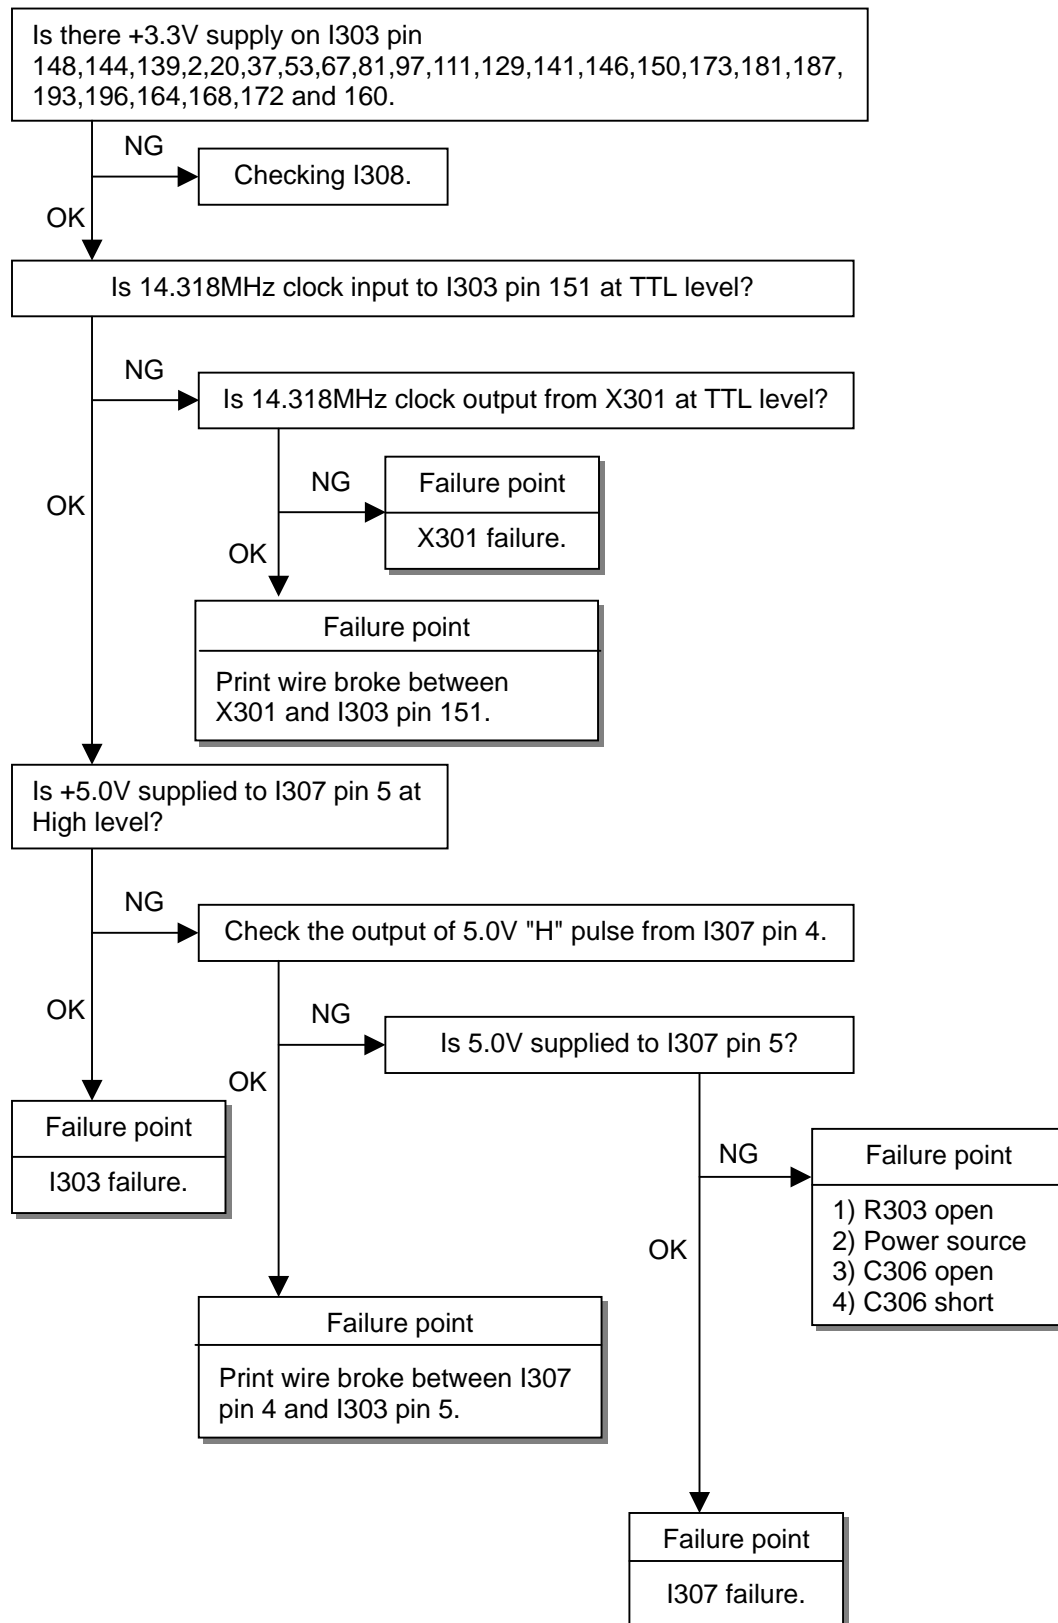 Is there +3.3V supply on I303 pin
148,144,139,2,20,37,53,67,81,97,111,129,141,146,150,173,181,187,
193,196,164,168,172 and 160.
NG
Checking I308.
OK
Is 14.318MHz clock input to I303 pin 151 at TTL level?
NG
Is 14.318MHz clock output from X301 at TTL level?
NG
Failure point
X301 failure.
OK
OK
Failure point
Print wire broke between
X301 and I303 pin 151.
Is +5.0V supplied to I307 pin 5 at
High level?
NG
Check the output of 5.0V "H" pulse from I307 pin 4.
OK
NG
Is 5.0V supplied to I307 pin 5?
OK
Failure point
I303 failure.
NG
Failure point
1) R303 open
2) Power source
3) C306 open
4) C306 short
OK
Failure point
Print wire broke between I307
pin 4 and I303 pin 5.
Failure point
I307 failure.